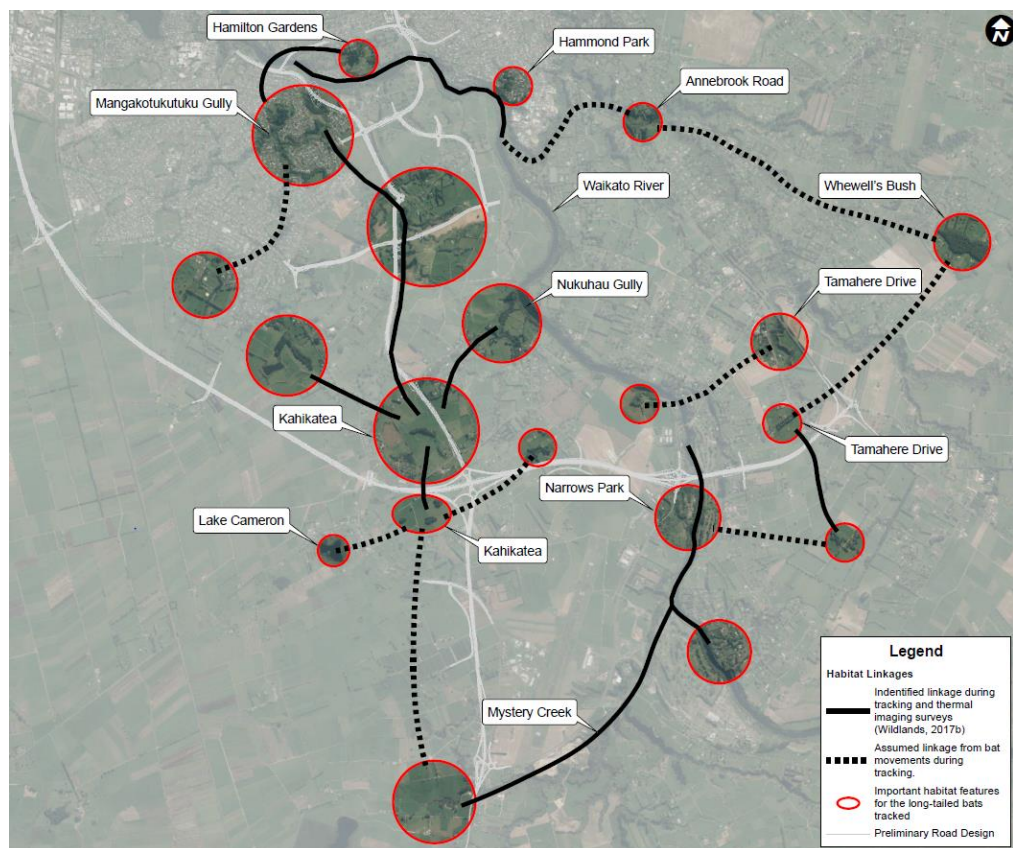 Hamilton Gardens
Hammond Park
N
Annebrook Road
Mangakotukutuku Gully
Waikato River
Whewell's Bush
Nukuhau Gully
Tamahere Drive
Kahikatea
Tamahere Drive
Narrows Park
Lake Cameron
Kahikatea
Mystery Creek
Legend
Habitat Linkages
Indentified linkage during
tracking and thermal
imaging surveys
(Wildlands, 2017b)
Assumed linkage from bat
movements during
tracking.
Important habitat features
for the long-tailed bats
tracked
Preliminary Road Design